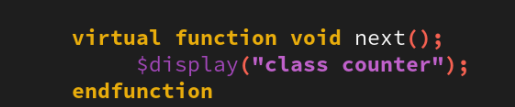 virtual function void next();
$display("class counter");
endfunction